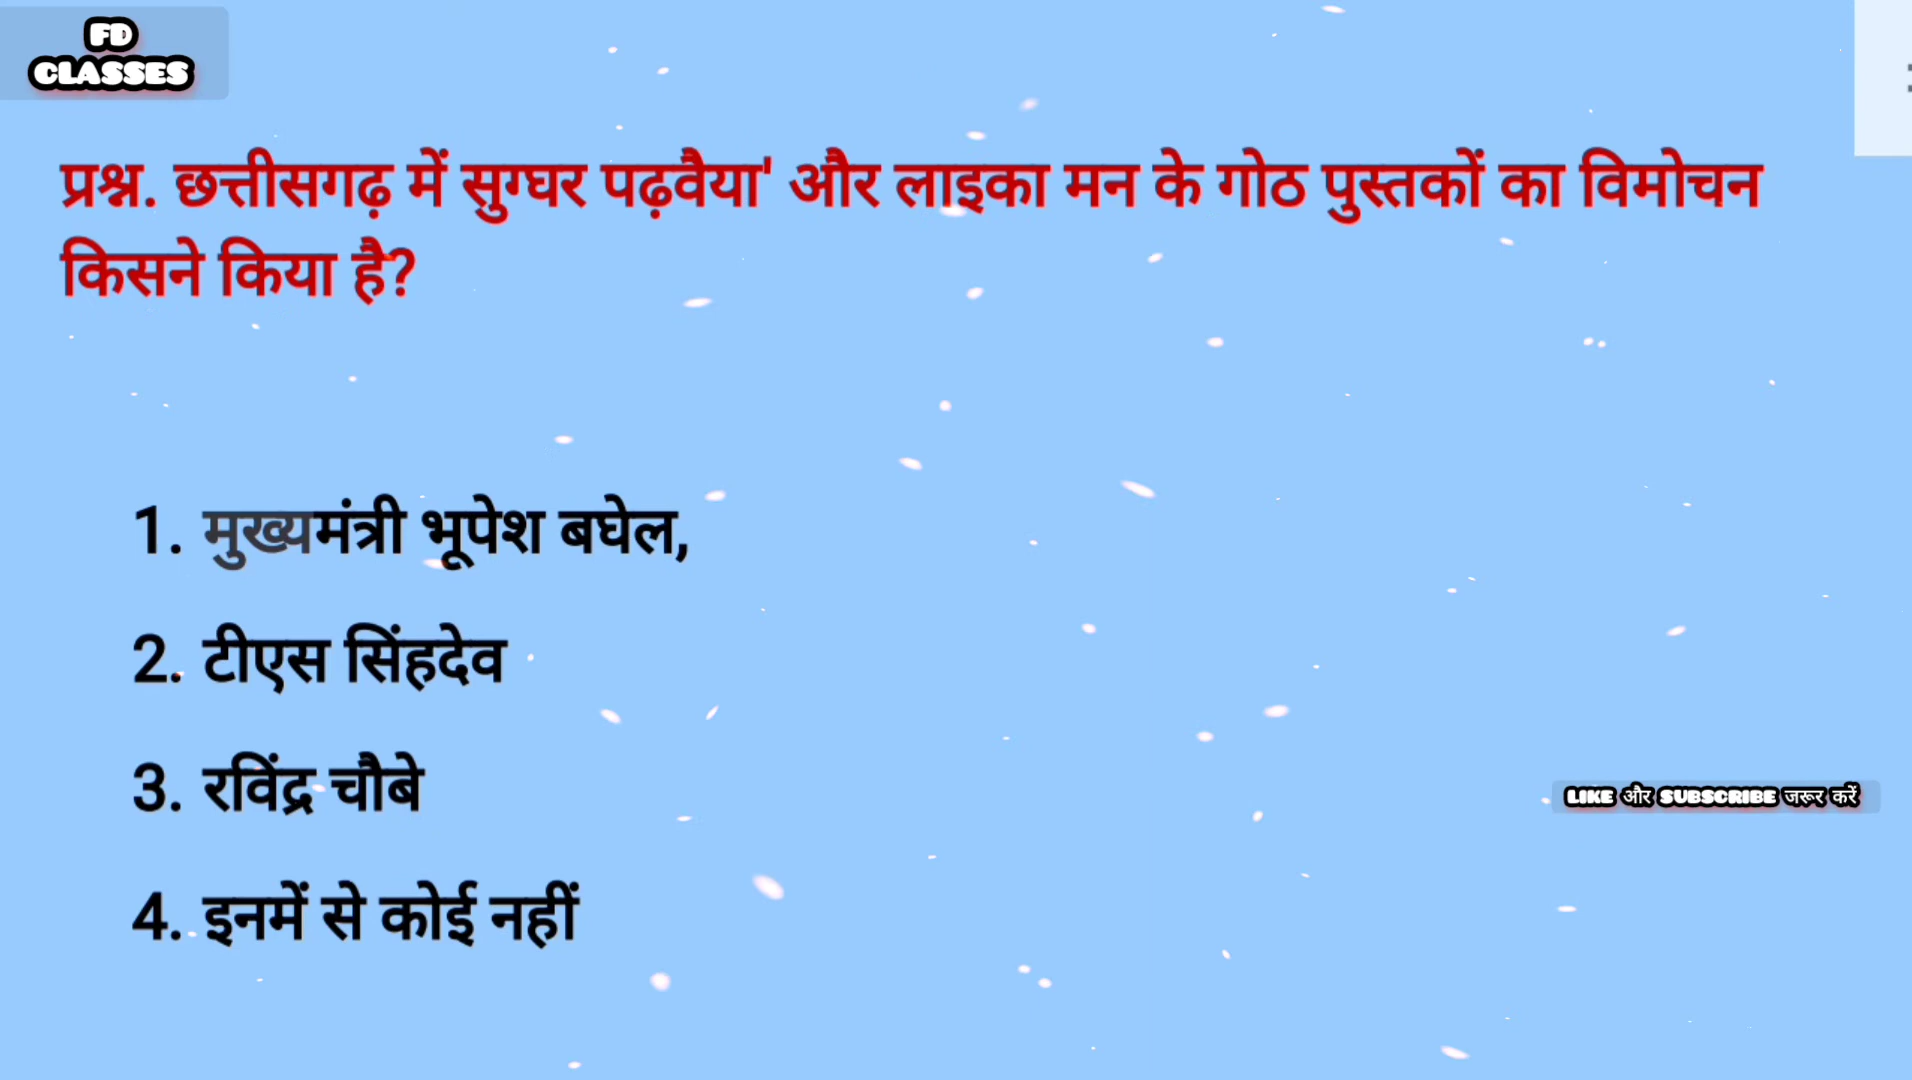 FD
CLASSES
प्रश्न. छत्तीसगढ़ में सुग्घर पढ़वैया' और लाइका मन के गोठ पुस्तकों का विमोचन
किसने किया है?
1. मुख्यमंत्री भूपेश बघेल,
2. टीएस सिंहदेव
3. रविंद्र चौबे
4. इनमें से कोई नहीं
LIKE और SUBSCRIBE जरूर करें